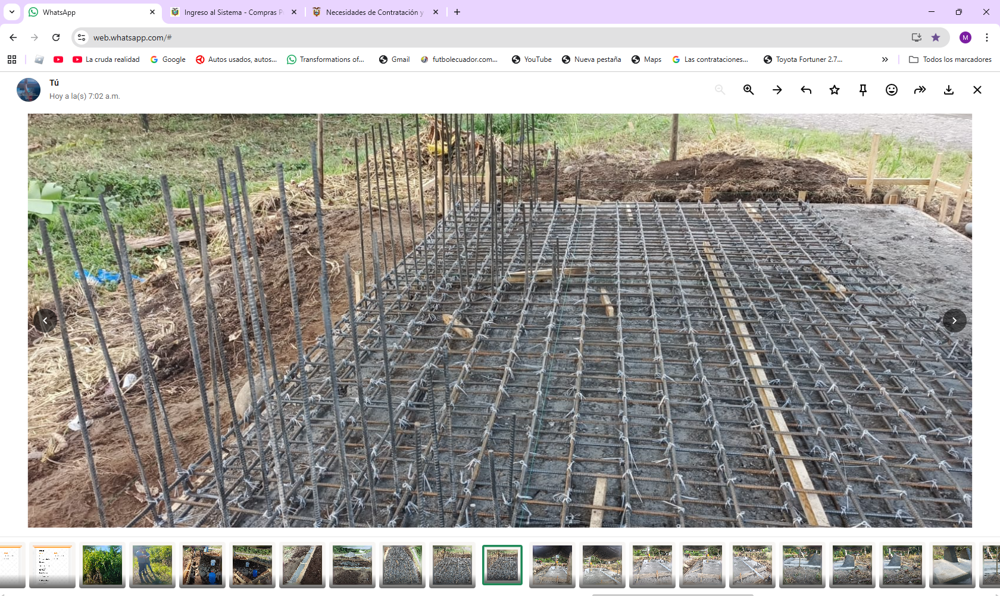 WhatsApp
Ingreso al Sistema - Compras P
Necesidades de Contratación y
web.whatsapp.com/#
M
La cruda realidad
Google
Autos usados, autos...
Transformations of...
Gmail
futbolecuador.com...
YouTube
Nueva pestaña
Maps
Las contrataciones...
Toyota Fortuner 2.7...
Todos los marcadores
Tú
Hoy a la(s) 7:02 a.m.